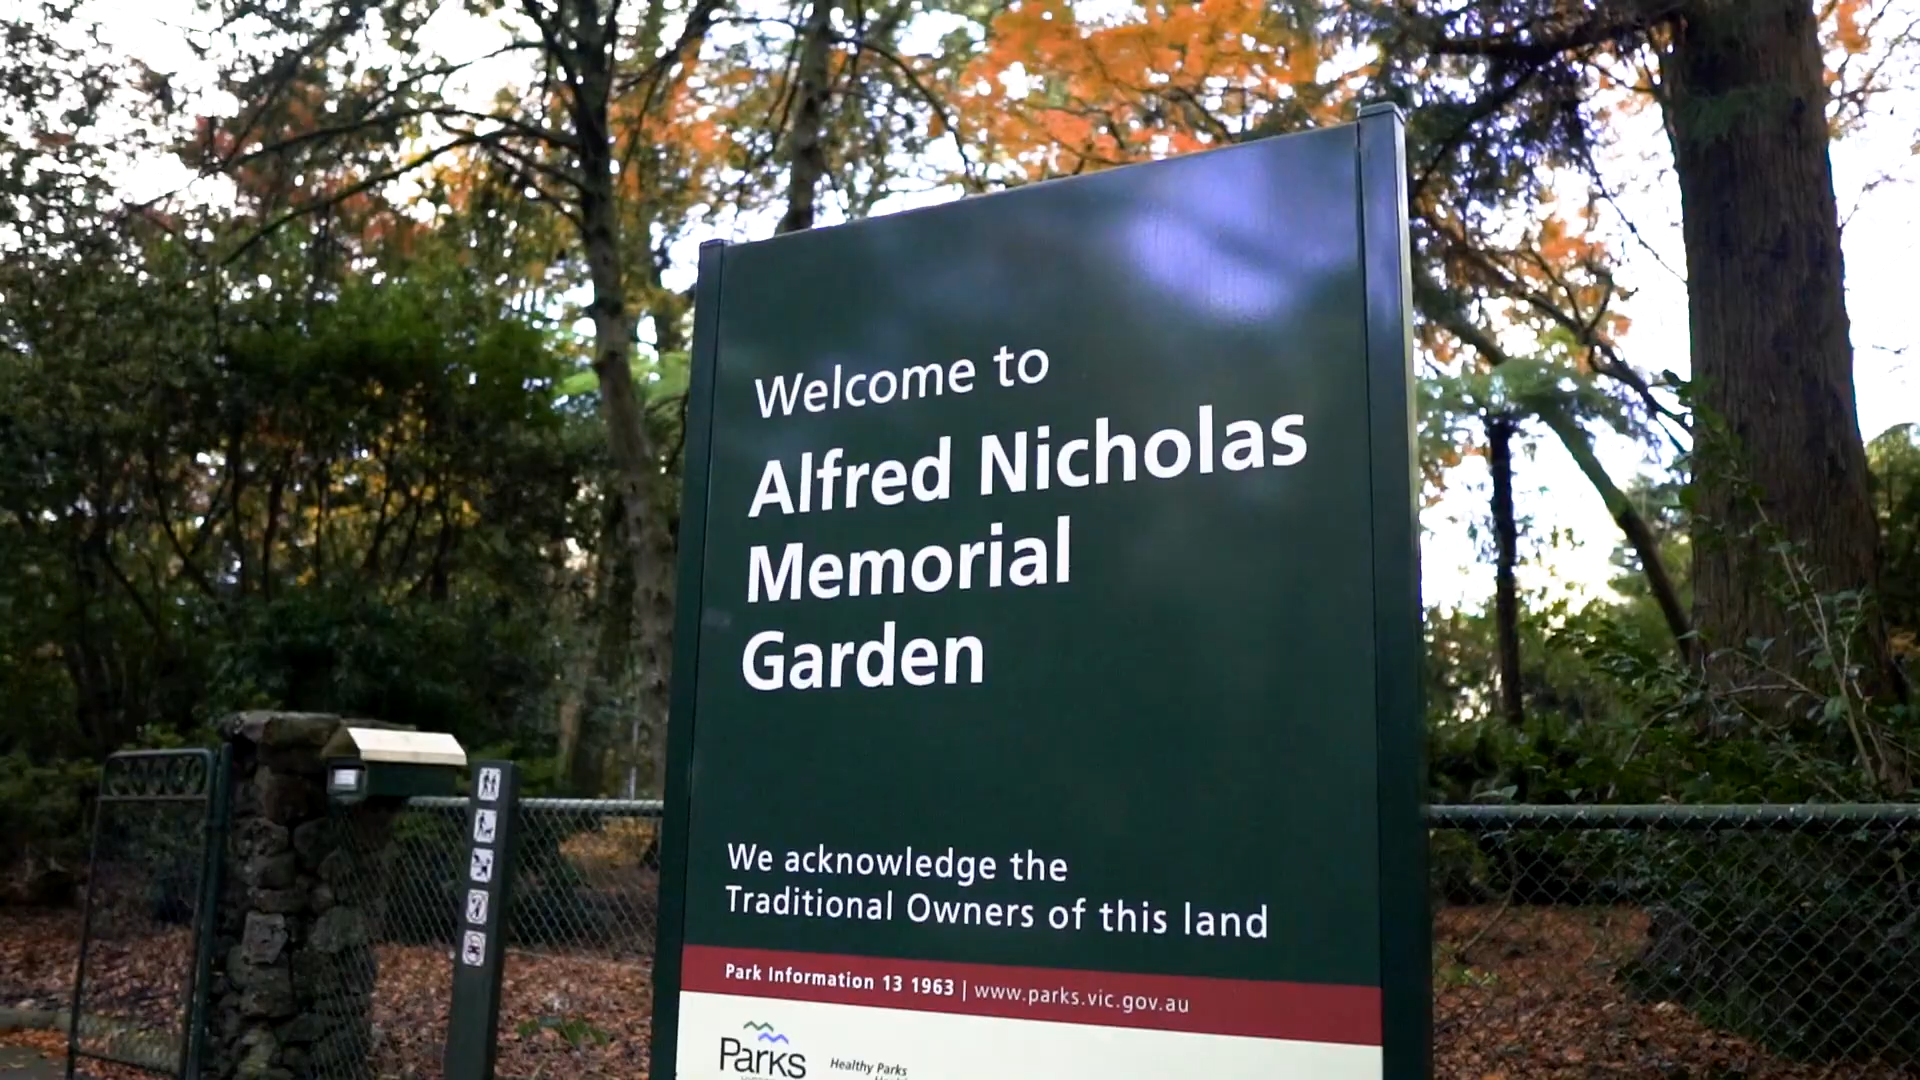 Welcome to
Alfred Nicholas
Memorial
Garden
We acknowledge the
Traditional Owners of this land
Park Information 13 1963 | www.parks.vic.gov.au
Parks
Healthy Parks